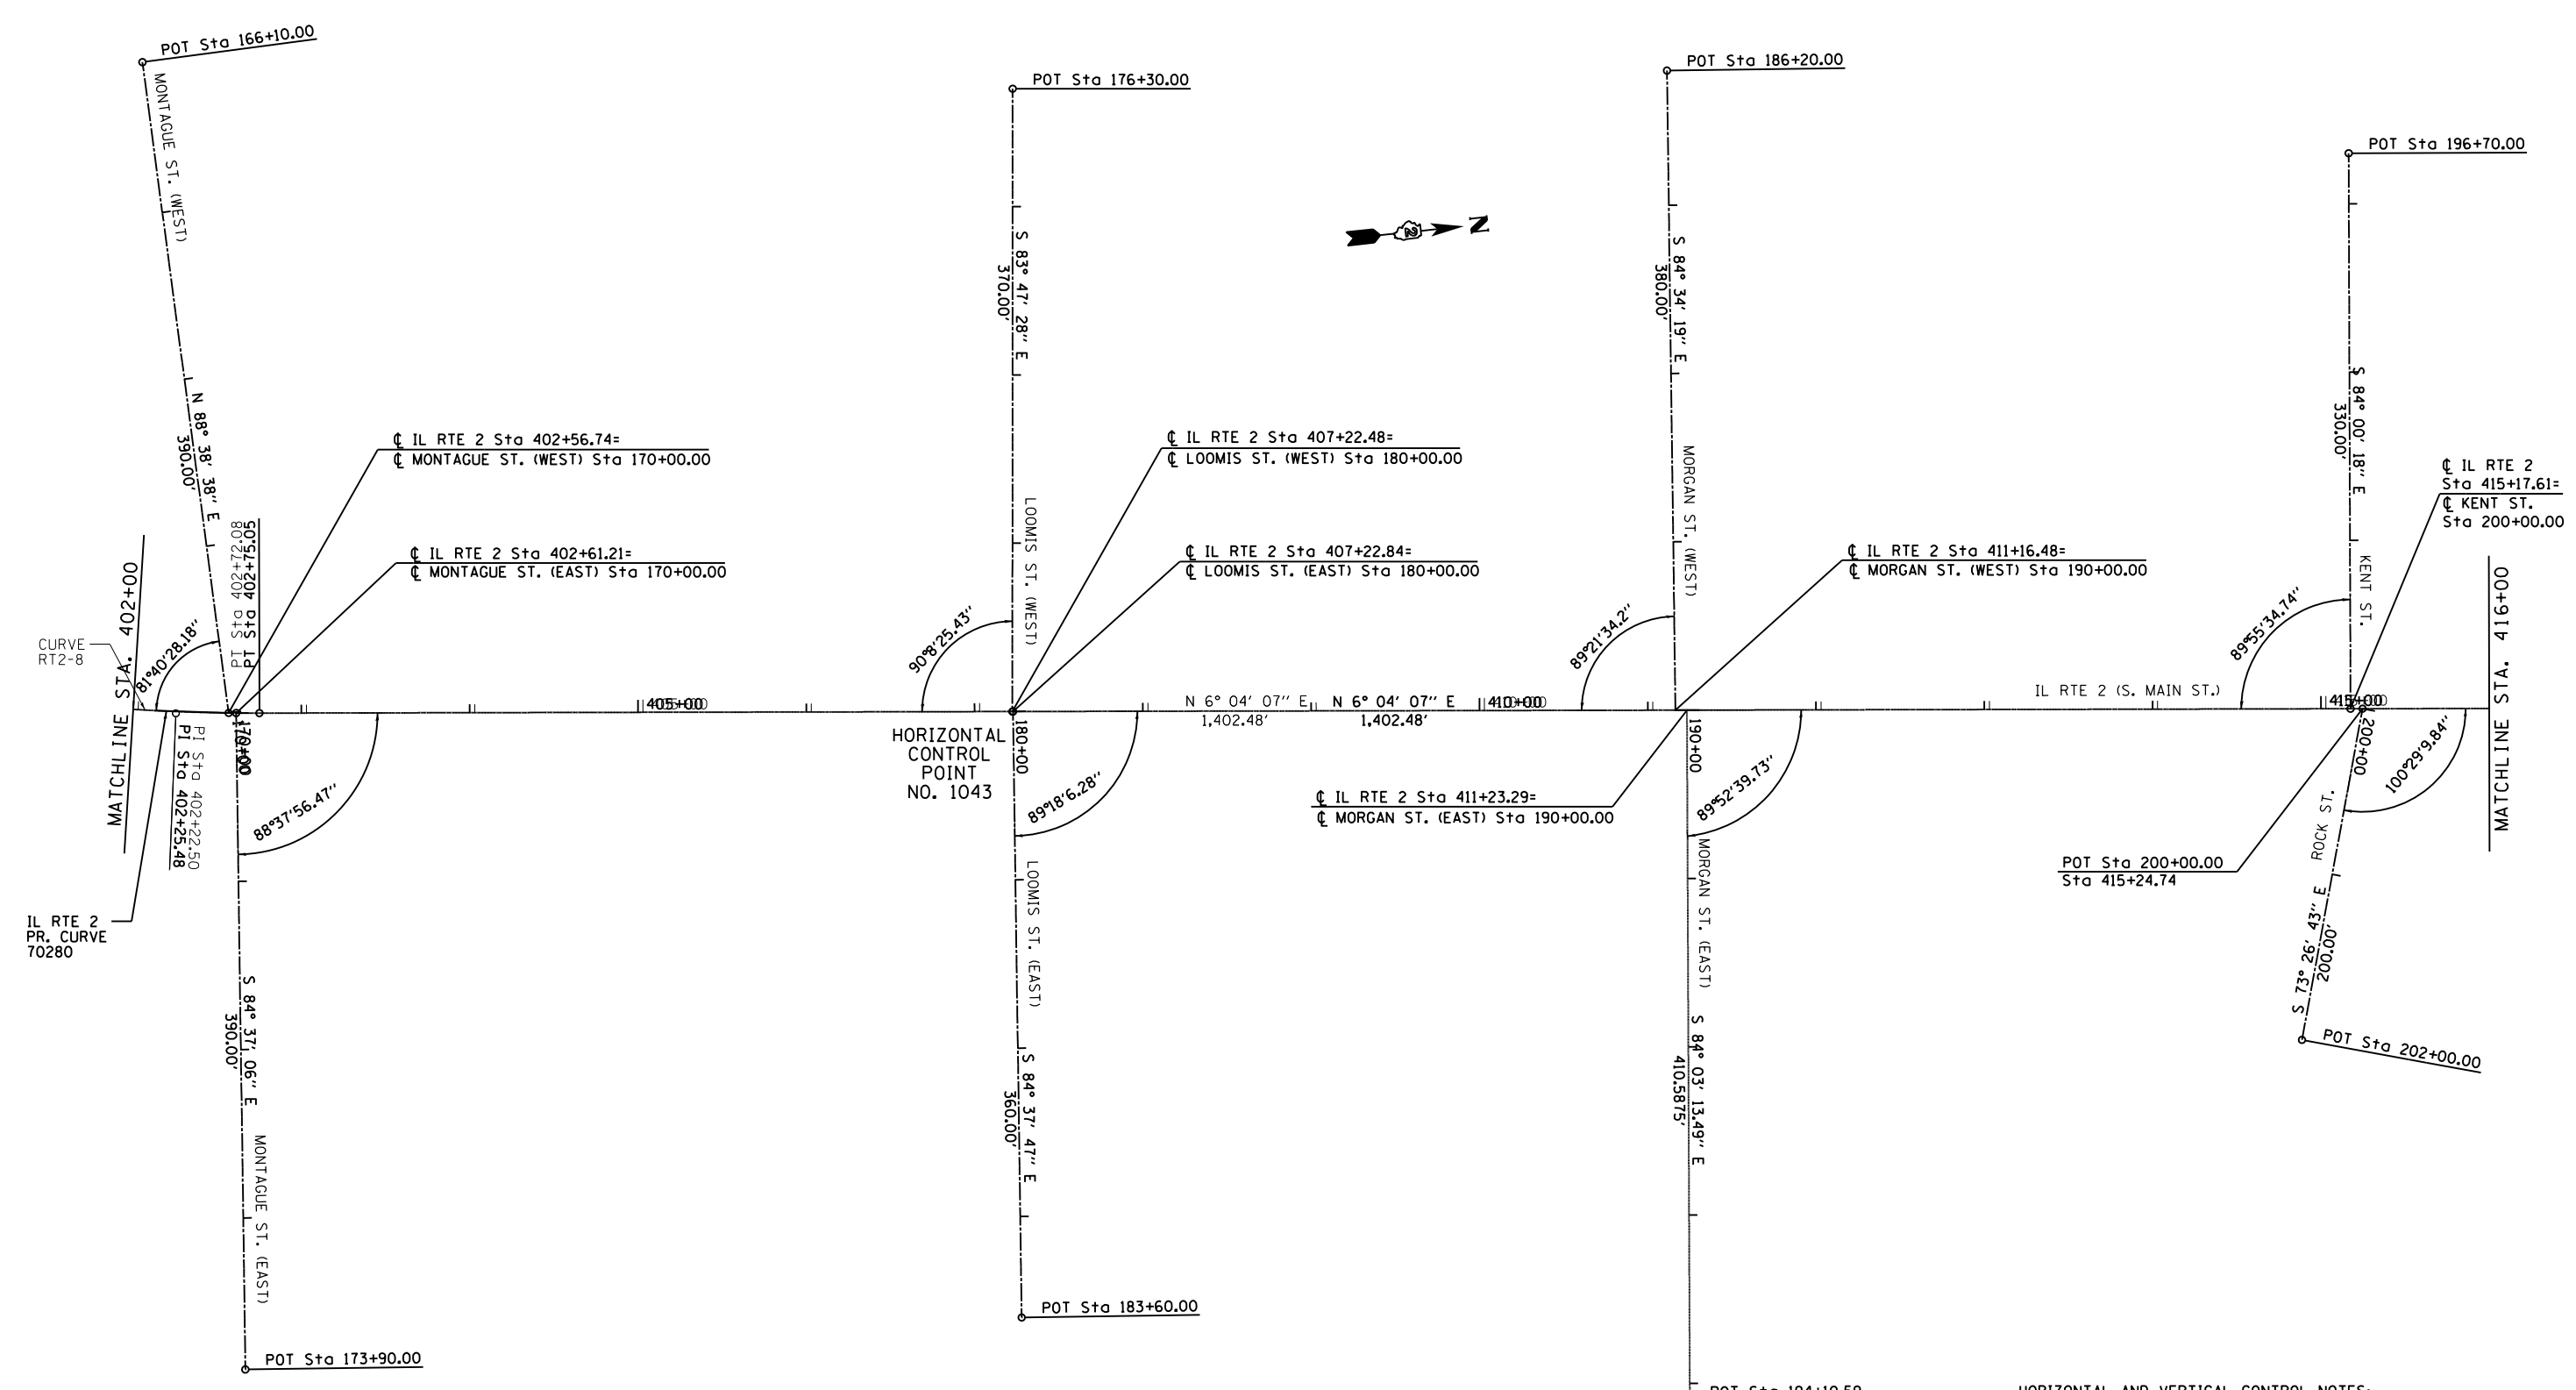 POT Sta 166+10.00
MONTAGUE ST. (WEST)
N 88° 38' 38" E
390.00'
POT Sta 176+30.00
S 83° 47' 28" E
370.00'
LOOMIS ST. (WEST)
POT Sta 186+20.00
S 84° 34' 19" E
380.00'
MORGAN ST. (WEST)
POT Sta 196+70.00
S 84° 00' 18" E
330.00'
KENT ST.
N
2
℄ IL RTE 2 Sta 402+56.74=
℄ MONTAGUE ST. (WEST) Sta 170+00.00
℄ IL RTE 2 Sta 402+61.21=
℄ MONTAGUE ST. (EAST) Sta 170+00.00
℄ IL RTE 2 Sta 407+22.48=
℄ LOOMIS ST. (WEST) Sta 180+00.00
℄ IL RTE 2 Sta 407+22.84=
℄ LOOMIS ST. (EAST) Sta 180+00.00
℄ IL RTE 2 Sta 411+16.48=
℄ MORGAN ST. (WEST) Sta 190+00.00
℄ IL RTE 2
Sta 415+17.61=
℄ KENT ST.
Sta 200+00.00
MATCHLINE STA. 402+00
CURVE
RT2-8
81°40'28.18"
PI Sta 402+72.08
PI Sta 402+75.05
90°8'25.43"
89°21'34.2"
89°55'34.74"
MATCHLINE STA. 416+00
405+00
N 6° 04' 07" E
1,402.48'
N 6° 04' 07" E
1,402.48'
410+00
IL RTE 2 (S. MAIN ST.)
415+00
170+00
PI Sta 402+22.50
PI Sta 402+25.48
88°37'56.47"
HORIZONTAL
CONTROL
POINT
NO. 1043
180+00
89°18'6.28"
℄ IL RTE 2 Sta 411+23.29=
℄ MORGAN ST. (EAST) Sta 190+00.00
190+00
89°52'39.73"
200+00
100°29'9.84"
POT Sta 200+00.00
Sta 415+24.74
ROCK ST.
S 73° 26' 43" E
200.00'
POT Sta 202+00.00
IL RTE 2
PR. CURVE
70280
S 84° 37' 06" E
390.00'
MONTAGUE ST. (EAST)
POT Sta 173+90.00
LOOMIS ST. (EAST)
S 84° 37' 47" E
360.00'
POT Sta 183+60.00
MORGAN ST. (EAST)
S 84° 03' 13.49" E
410.5875'
POT Sta 194+10.59
HORIZONTAL AND VERTICAL CONTROL NOTES: